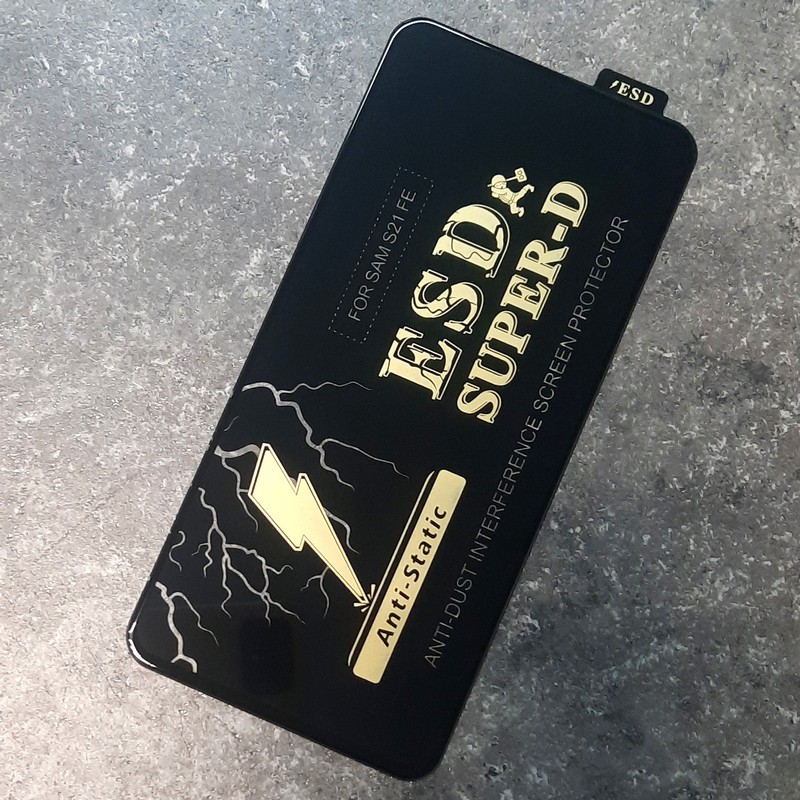 ESD
FOR SAM S21 FE
ESD
SUPER-D
ANTI-DUST INTERFERENCE SCREEN PROTECTOR
Anti-Static